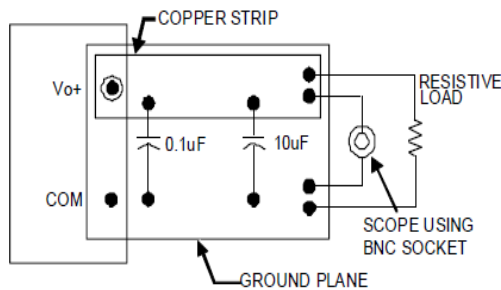 COPPER STRIP
Vo+
RESISTIVE
LOAD
0.1uF
10uF
COM
SCOPE USING
BNC SOCKET
GROUND PLANE